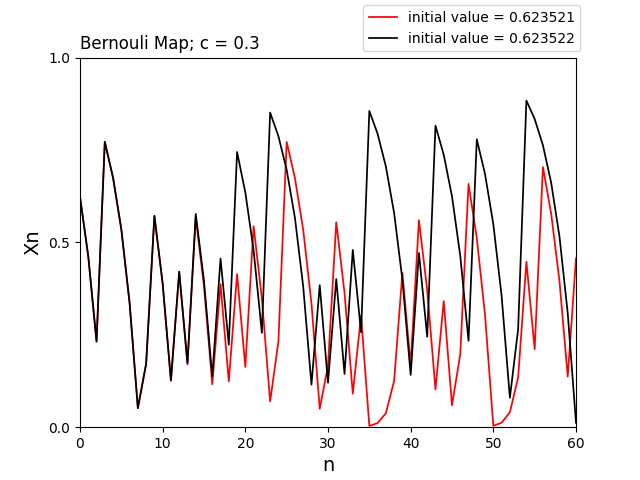 initial value = 0.623521
initial value = 0.623522
Bernouli Map; c = 0.3
1.0
0.5
0.0
Xn
0 10 20 30 40 50 60
n